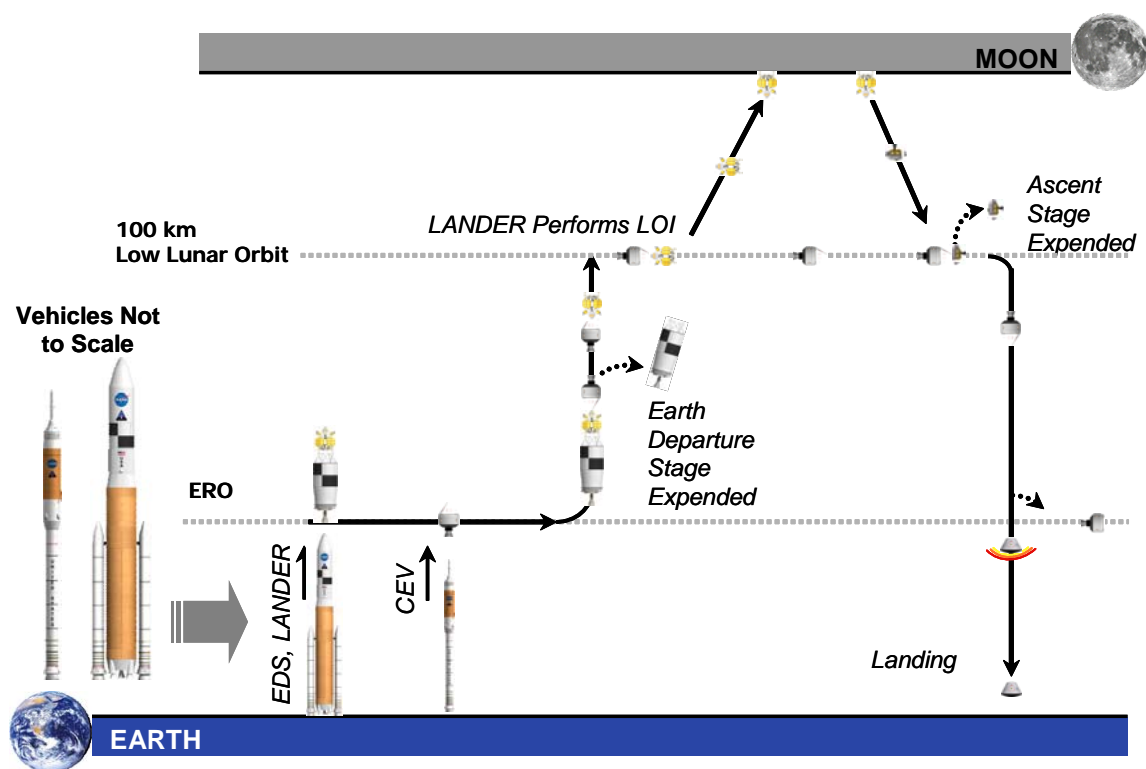 MOON
100 km
Low Lunar Orbit
LANDER Performs LOI
Ascent
Stage
Expended
Vehicles Not
to Scale
Earth
Departure
Stage
Expended
ERO
EDS, LANDER
CEV
Landing
EARTH